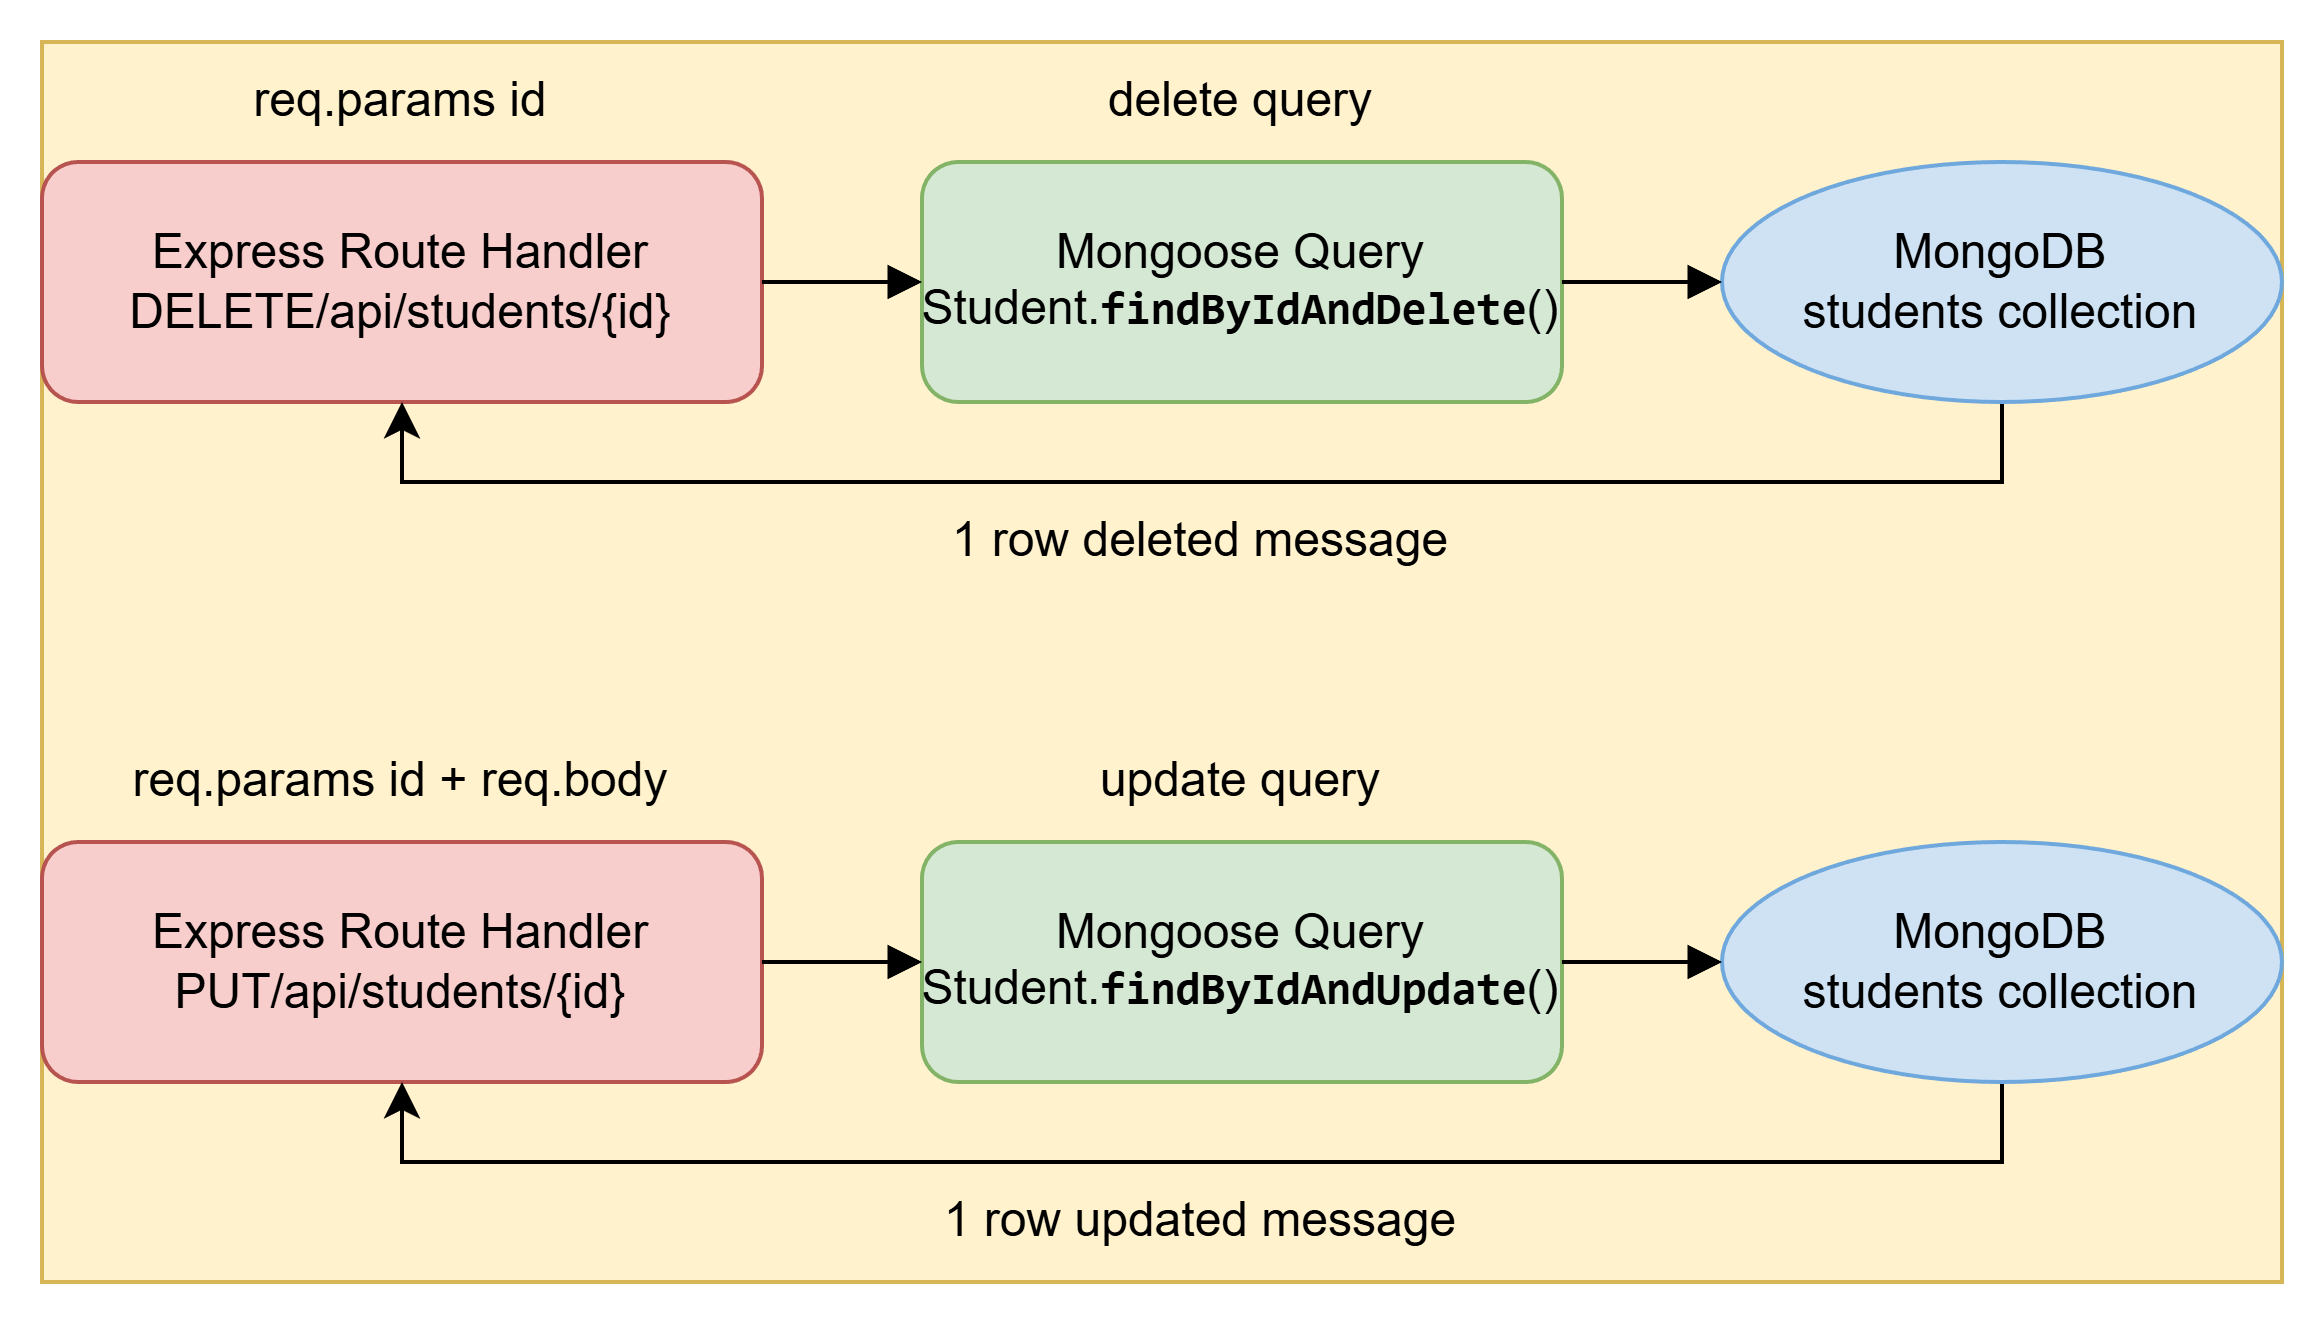 req.params id
delete query
Express Route Handler
DELETE/api/students/{id}
Mongoose Query
Student.findByIdAndDelete()
MongoDB
students collection
1 row deleted message
req.params id + req.body
update query
Express Route Handler
PUT/api/students/{id}
Mongoose Query
Student.findByIdAndUpdate()
MongoDB
students collection
1 row updated message